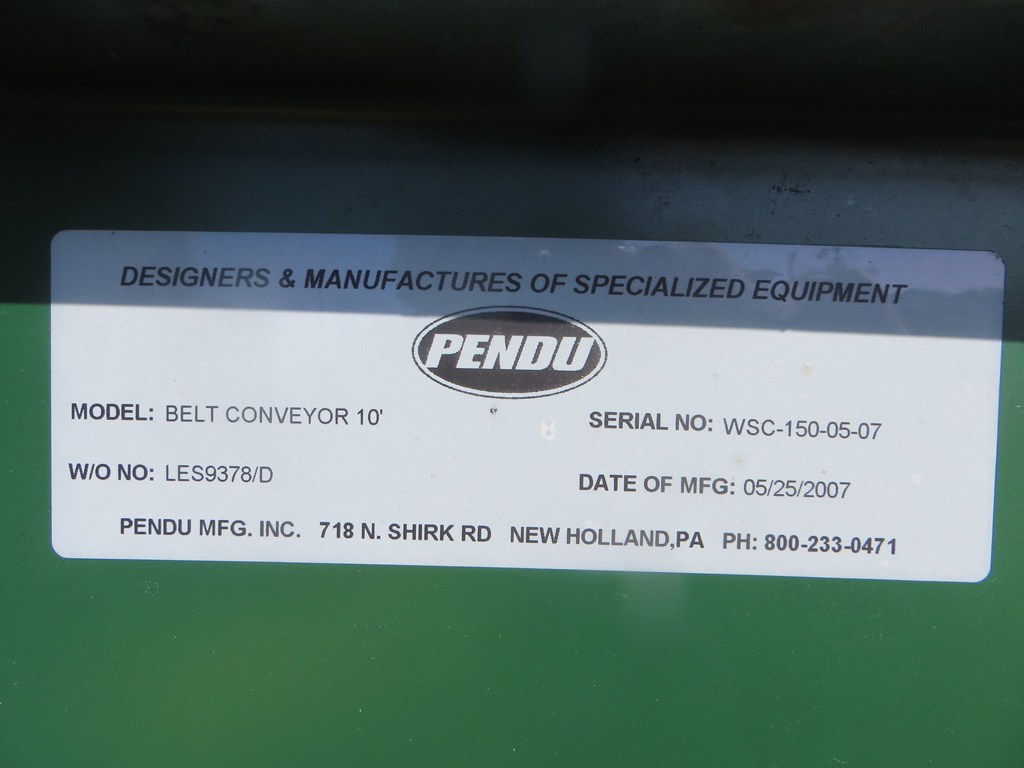 DESIGNERS & MANUFACTURES OF SPECIALIZED EQUIPMENT
PENDU
MODEL: BELT CONVEYOR 10'
SERIAL NO: WSC-150-05-07
W/O NO: LES9378/D
DATE OF MFG: 05/25/2007
PENDU MFG. INC. 718 N. SHIRK RD NEW HOLLAND,PA PH: 800-233-0471